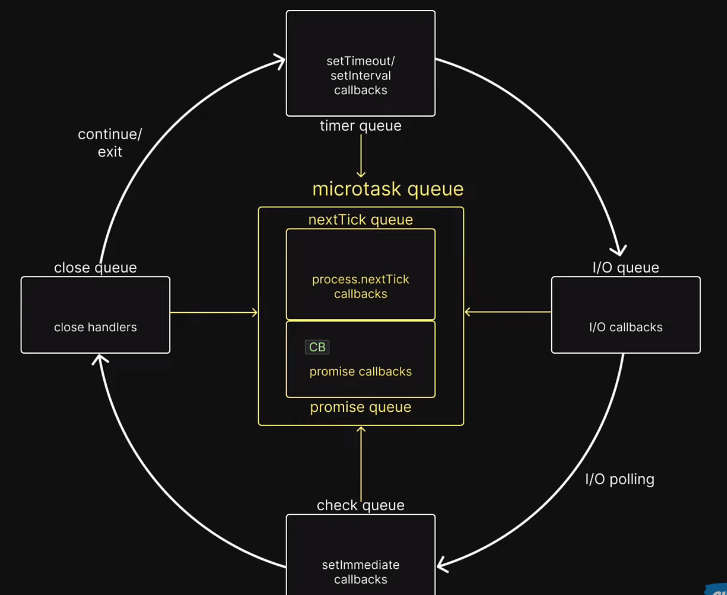 setTimeout/
setInterval
callbacks
timer queue
continue/
exit
microtask queue
nextTick queue
close queue
I/O queue
process.nextTick
callbacks
close handlers
I/O callbacks
CB
promise callbacks
promise queue
I/O polling
check queue
setImmediate
callbacks